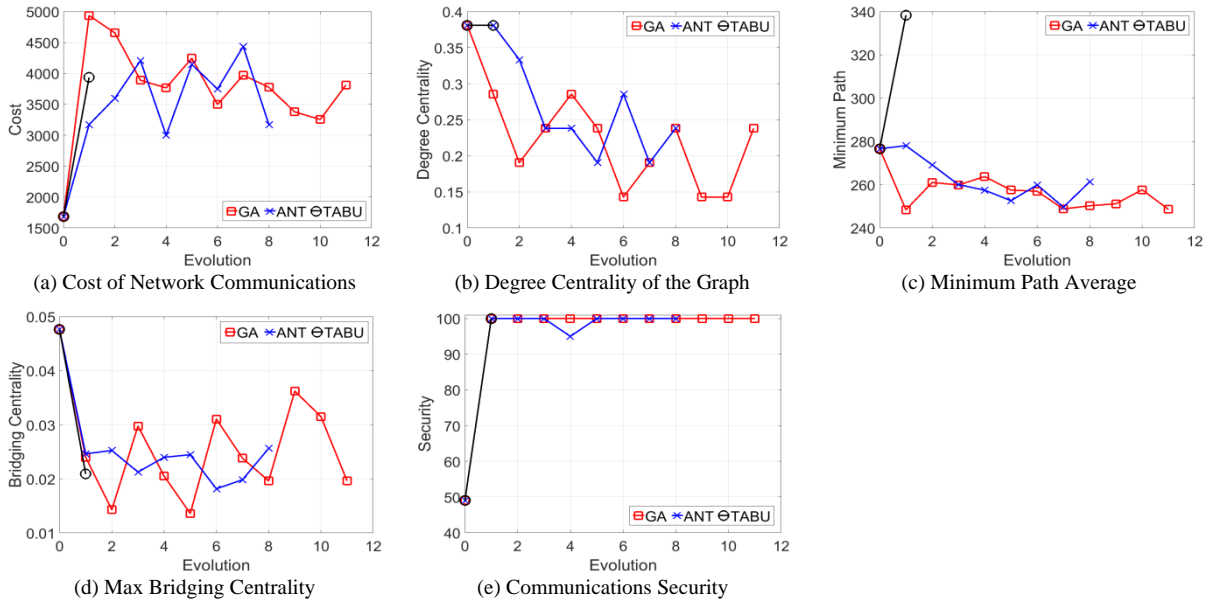 5000
4500
4000
3500
3000
2500
2000
1500
Cost
GA ANT TABU
0 2 4 6 8 10 12
Evolution
(a) Cost of Network Communications
0.4
0.35
0.3
0.25
0.2
0.15
0.1
Degree Centrality
GA ANT TABU
0 2 4 6 8 10 12
Evolution
(b) Degree Centrality of the Graph
340
320
300
280
260
240
Minimum Path
GA ANT TABU
0 2 4 6 8 10 12
Evolution
(c) Minimum Path Average
0.05
0.04
0.03
0.02
0.01
Bridging Centrality
GA ANT TABU
0 2 4 6 8 10 12
Evolution
(d) Max Bridging Centrality
100
90
80
70
60
50
40
Security
GA ANT TABU
0 2 4 6 8 10 12
Evolution
(e) Communications Security